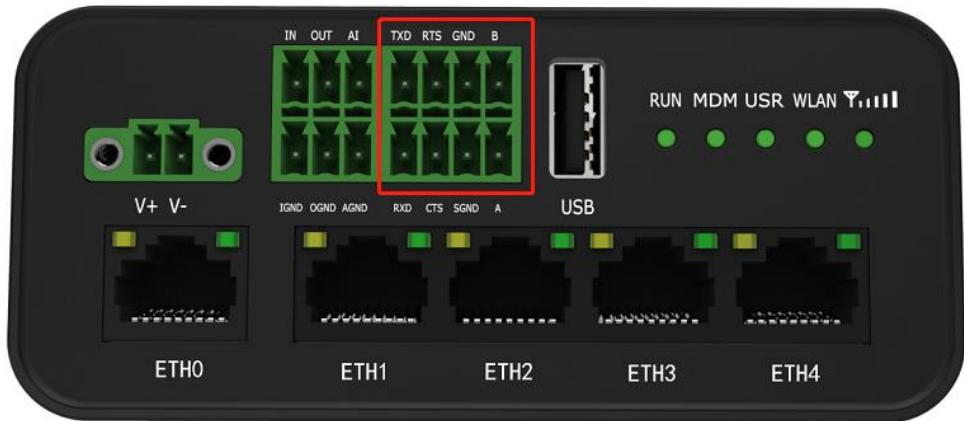 IN OUT AI TXD RTS GND B
RUN MDM USR WLAN
IGND OGND AGND RXD CTS SGND A
V+ V-
USB
ETH0 ETH1 ETH2 ETH3 ETH4